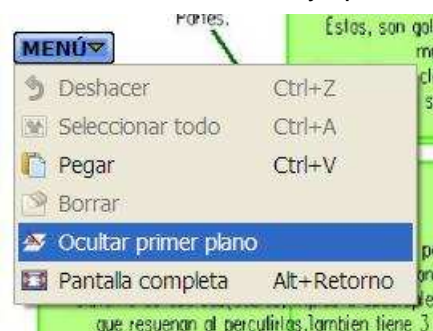 Partes.
Estas, son gol
MENÚ
Deshacer Ctrl+Z
Seleccionar todo Ctrl+A
Pegar Ctrl+V
Borrar
Ocultar primer plano
Pantalla completa Alt+Retorno
que resuenan al percutirlas. Tambien tiene 3